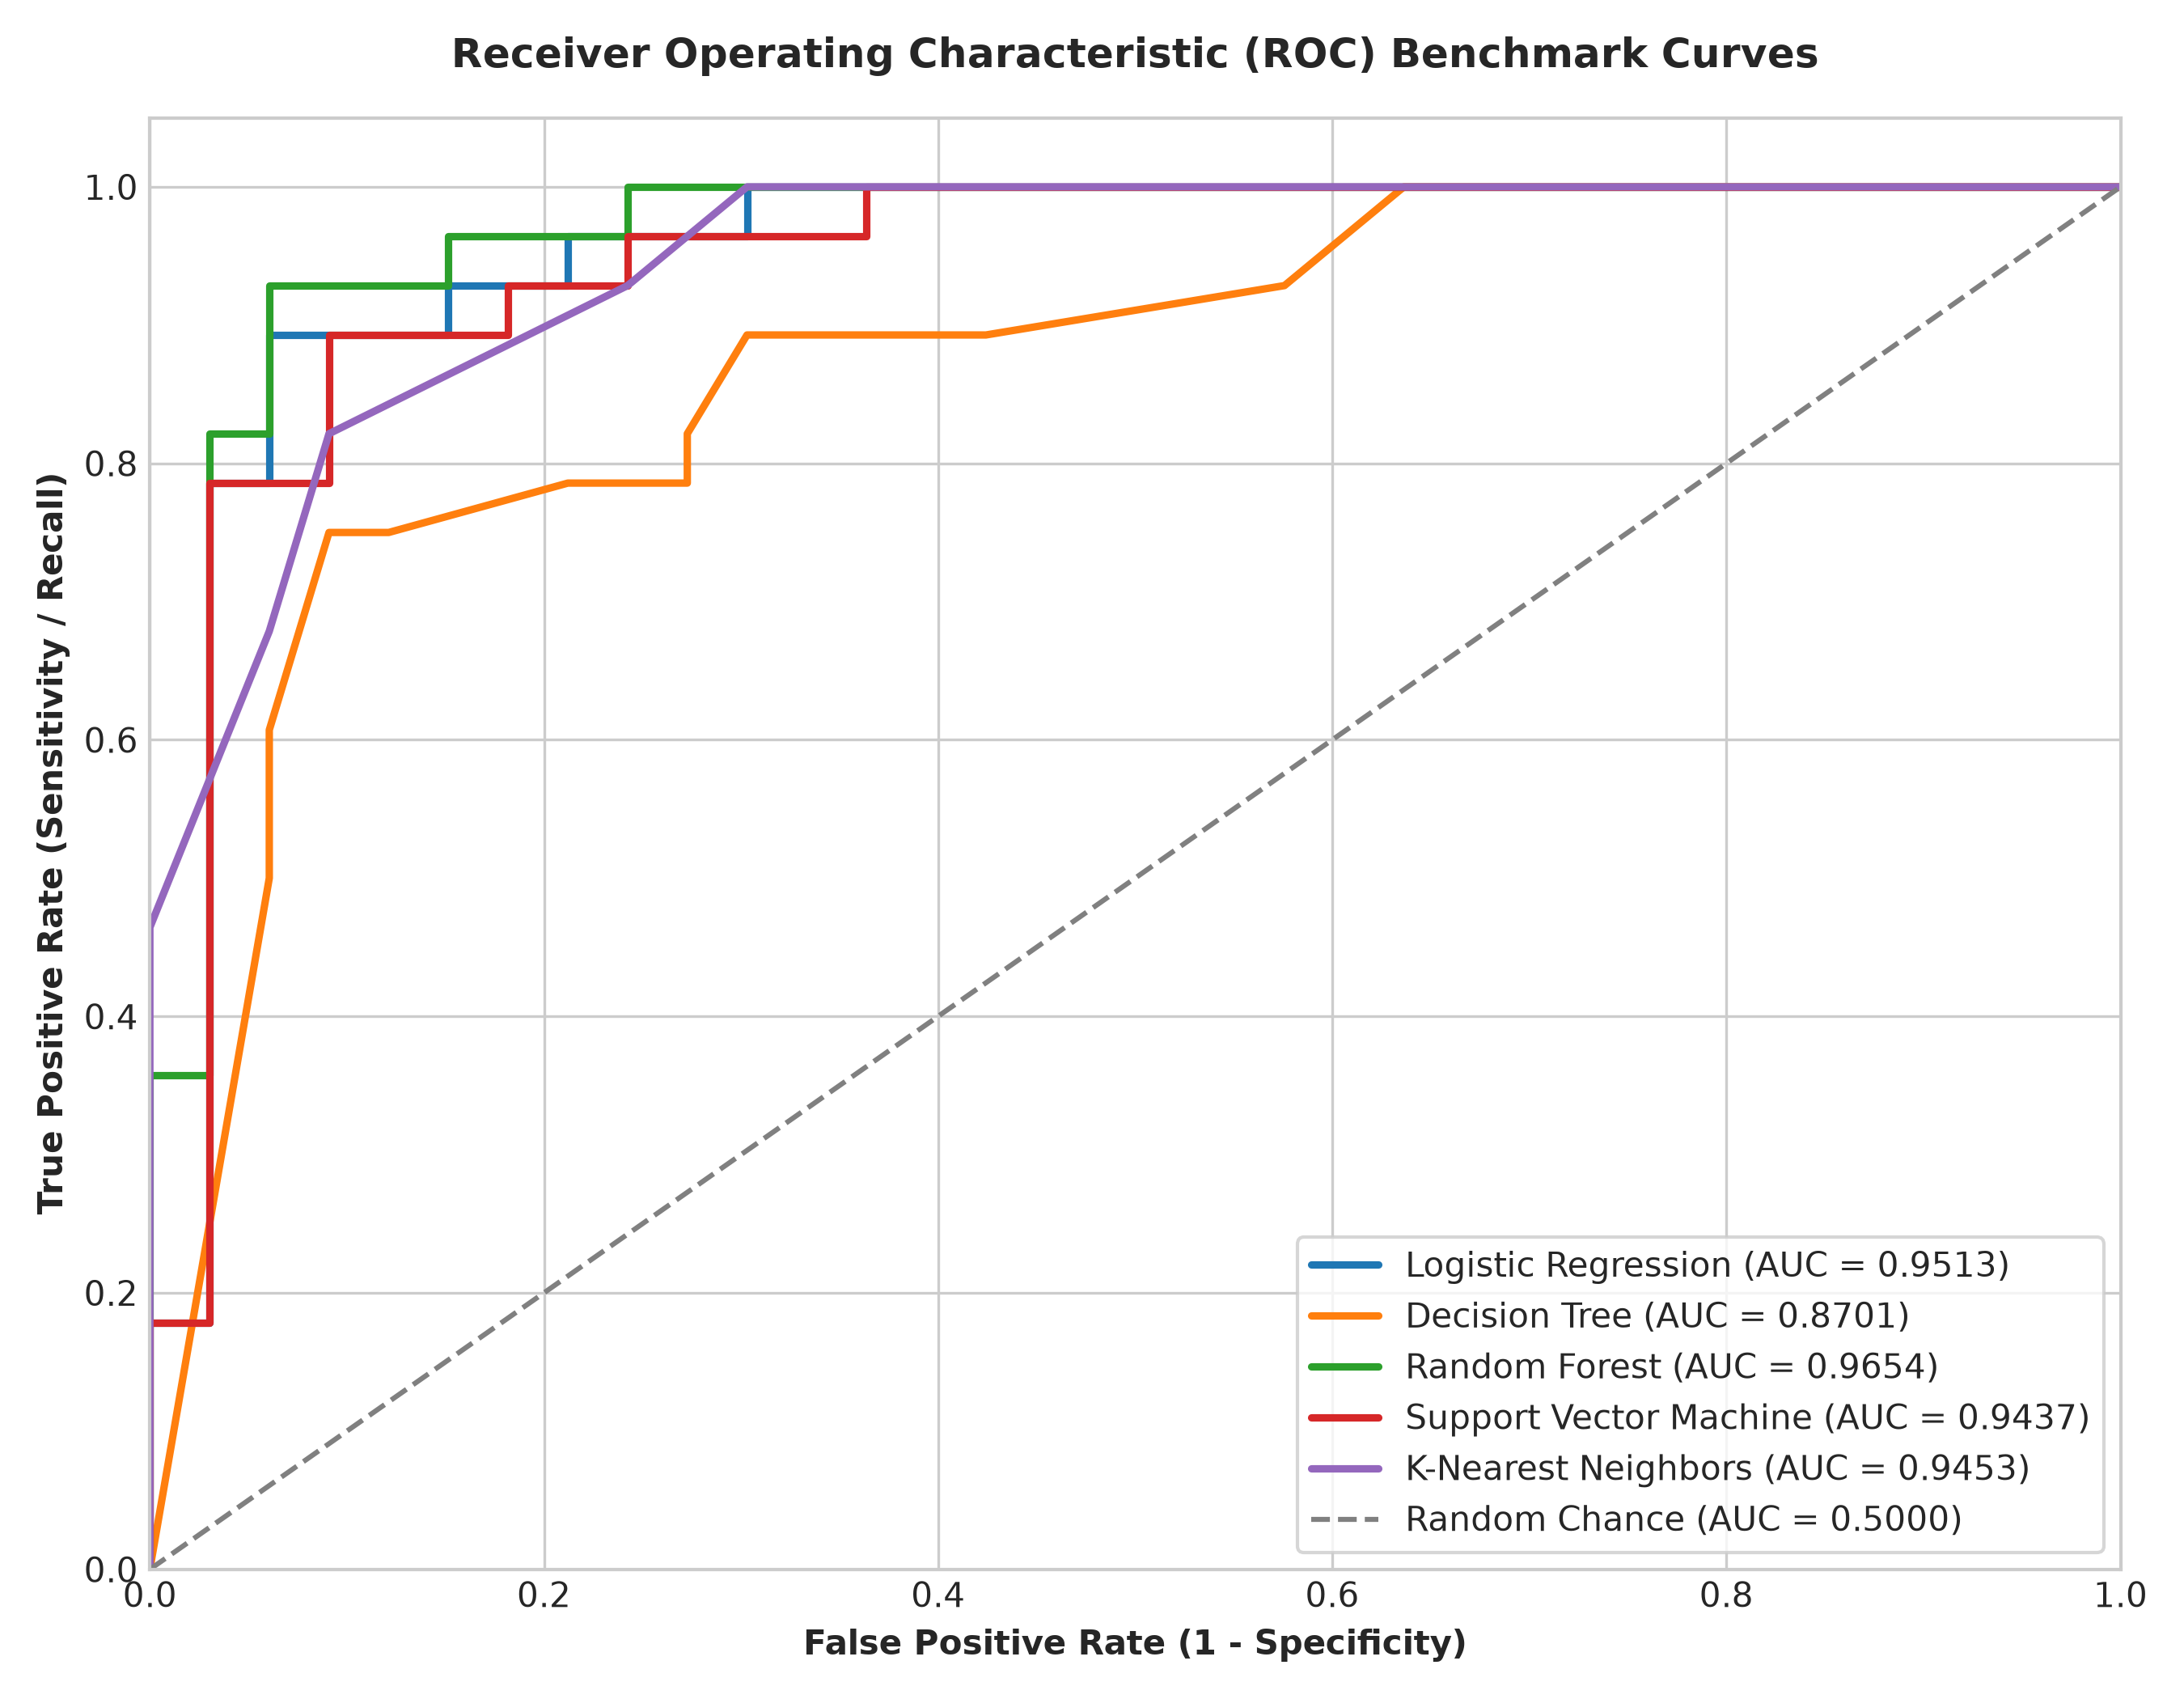 Receiver Operating Characteristic (ROC) Benchmark Curves
True Positive Rate (Sensitivity / Recall)
1.0
0.8
0.6
0.4
0.2
0.0
0.0 0.2 0.4 0.6 0.8 1.0
False Positive Rate (1 - Specificity)
Logistic Regression (AUC = 0.9513)
Decision Tree (AUC = 0.8701)
Random Forest (AUC = 0.9654)
Support Vector Machine (AUC = 0.9437)
K-Nearest Neighbors (AUC = 0.9453)
Random Chance (AUC = 0.5000)